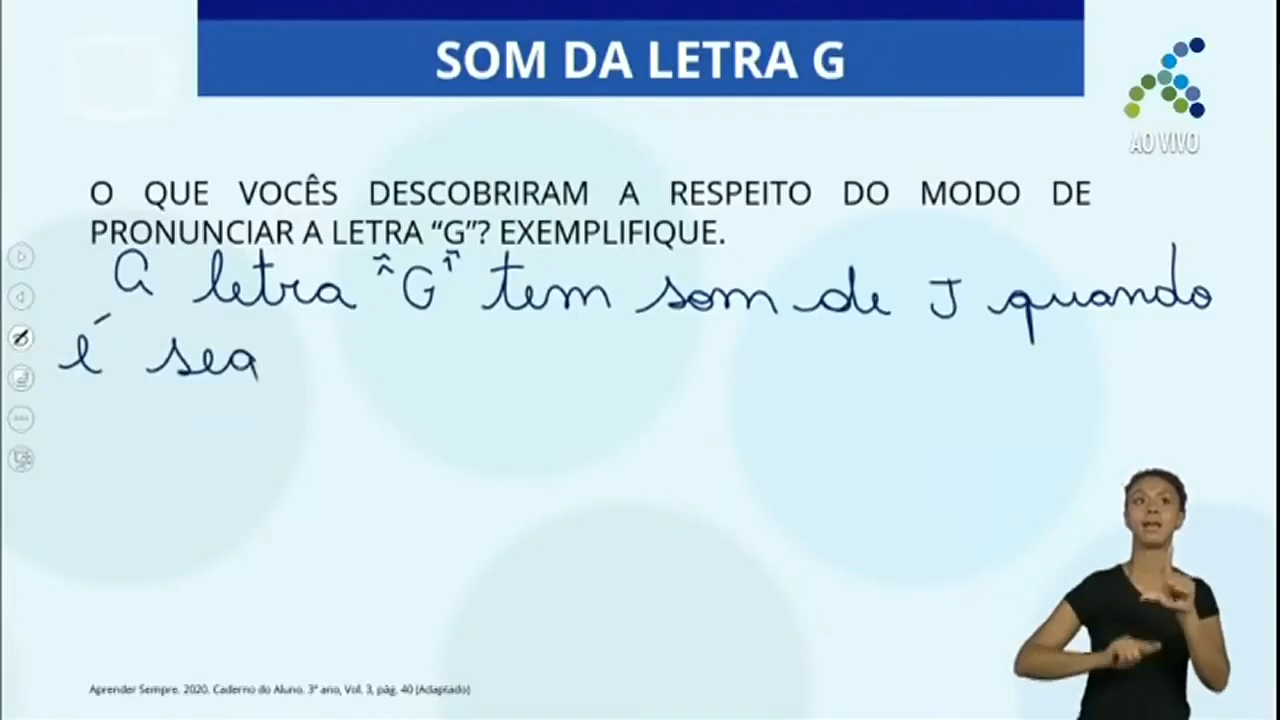 SOM DA LETRA G
AO VIVO
O QUE VOCÊS DESCOBRIRAM A RESPEITO DO MODO DE
PRONUNCIAR A LETRA “G”? EXEMPLIFIQUE.
A letra "G" tem som de J quando
é sea
Aprender Sempre. 2020. Caderno do Aluno. 3º ano, Vol. 3, pág. 40 (Adaptado)